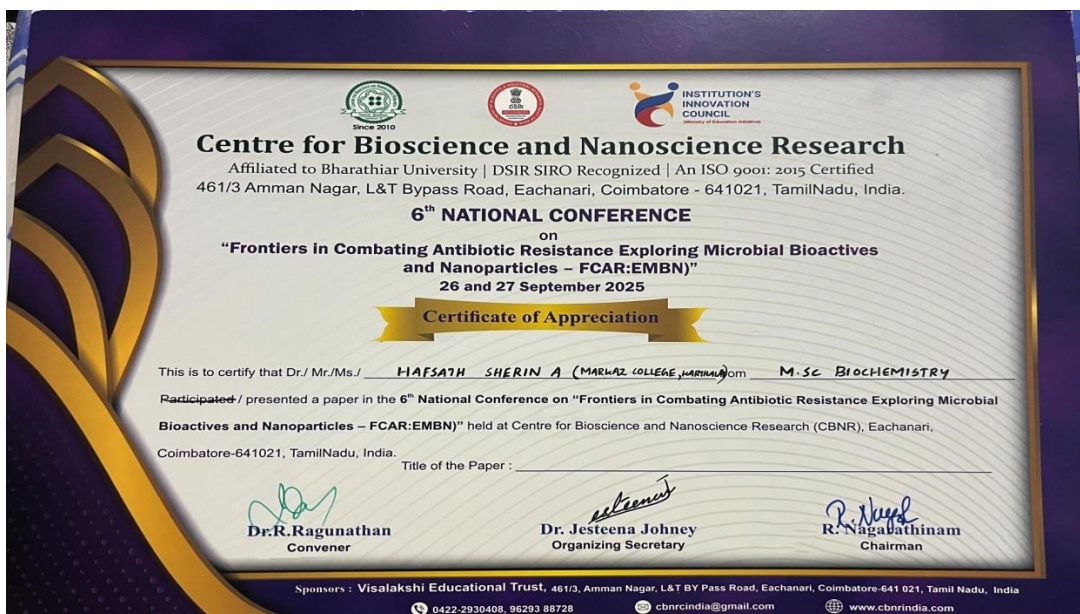 Since 2010
INSTITUTION'S
INNOVATION
COUNCIL
(Ministry of Education Initiative)
Centre for Bioscience and Nanoscience Research
Affiliated to Bharathiar University | DSIR SIRO Recognized | An ISO 9001: 2015 Certified
461/3 Amman Nagar, L&T Bypass Road, Eachanari, Coimbatore - 641021, TamilNadu, India.
6th NATIONAL CONFERENCE
on
“Frontiers in Combating Antibiotic Resistance Exploring Microbial Bioactives
and Nanoparticles – FCAR:EMBN)”
26 and 27 September 2025
Certificate of Appreciation
This is to certify that Dr./ Mr./Ms./ HAFSATH SHERIN A (MARKAZ COLLEGE, om M.SC BIOCHEMISTRY
Participated / presented a paper in the 6th National Conference on “Frontiers in Combating Antibiotic Resistance Exploring Microbial
Bioactives and Nanoparticles – FCAR:EMBN)” held at Centre for Bioscience and Nanoscience Research (CBNR), Eachanari,
Coimbatore-641021, TamilNadu, India.
Title of the Paper :
Dr.R.Ragunathan
Convener
Dr. Jesteena Johney
Organizing Secretary
R. Nagarathinam
Chairman
Sponsors : Visalakshi Educational Trust, 461/3, Amman Nagar, L&T BY Pass Road, Eachanari, Coimbatore-641 021, Tamil Nadu, India
0422-2930408, 96293 88728 cbnrcindia@gmail.com www.cbnrindia.com